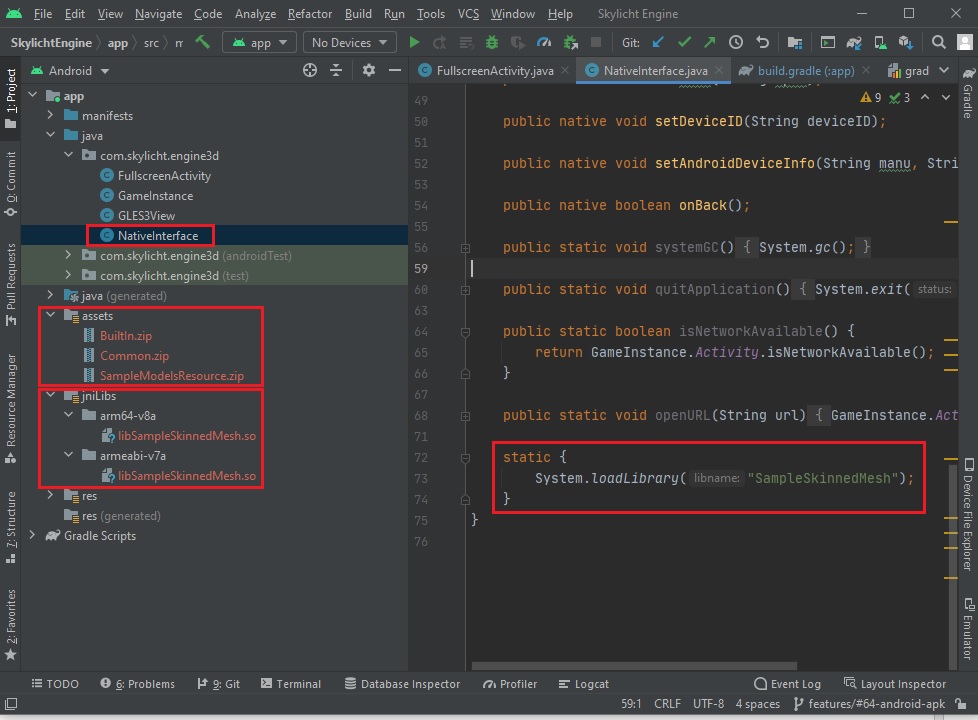 File Edit View Navigate Code Analyze Refactor Build Run Tools VCS Window Help Skylicht Engine
SkylichtEngine app src app No Devices Git:
Android
FullscreenActivity.java NativeInterface.java build.gradle (:app) grad
app
manifests
java
com.skylicht.engine3d
FullscreenActivity
GameInstance
GLES3View
NativeInterface
com.skylicht.engine3d (androidTest)
com.skylicht.engine3d (test)
java (generated)
assets
BuiltIn.zip
Common.zip
SampleModelsResource.zip
jniLibs
arm64-v8a
libSampleSkinnedMesh.so
armeabi-v7a
libSampleSkinnedMesh.so
res
res (generated)
Gradle Scripts
9 3
49
50 public native void setDeviceID(String deviceID);
51
52 public native void setAndroidDeviceInfo(String manu, Stri
53
54 public native boolean onBack();
55
56 public static void systemGC() { System.gc(); }
59
60 public static void quitApplication() { System.exit( status:
63
64 public static boolean isNetworkAvailable() {
65 return GameInstance.Activity.isNetworkAvailable();
66 }
67
68 public static void openURL(String url) { GameInstance.Act
71
72 static {
73 System.loadLibrary( libname: "SampleSkinnedMesh");
74 }
75 }
76
1: Project
0: Commit
Pull Requests
Resource Manager
7: Structure
2: Favorites
Gradle
Device File Explorer
Emulator
TODO 6: Problems 9: Git Terminal Database Inspector Profiler Logcat Event Log Layout Inspector
59:1 CRLF UTF-8 4 spaces features/#64-android-apk